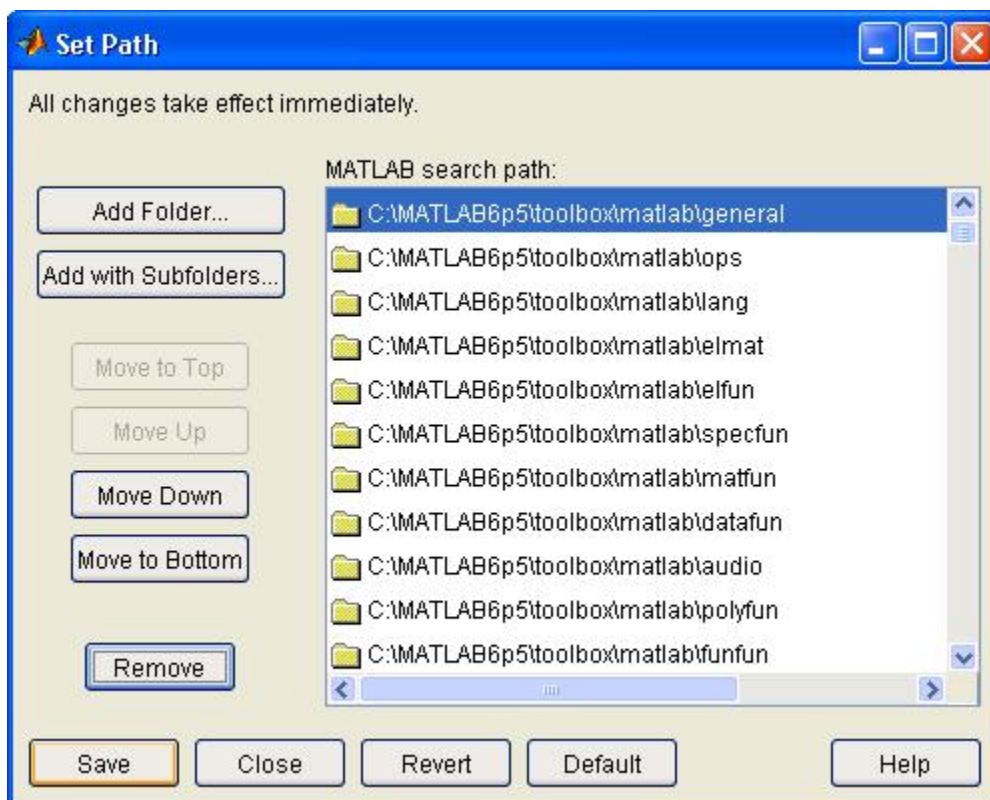 Set Path
All changes take effect immediately.
MATLAB search path:
Add Folder...
Add with Subfolders...
Move to Top
Move Up
Move Down
Move to Bottom
Remove
C:\MATLAB6p5\toolbox\matlab\general
C:\MATLAB6p5\toolbox\matlab\ops
C:\MATLAB6p5\toolbox\matlab\lang
C:\MATLAB6p5\toolbox\matlab\elmat
C:\MATLAB6p5\toolbox\matlab\elfun
C:\MATLAB6p5\toolbox\matlab\specfun
C:\MATLAB6p5\toolbox\matlab\matfun
C:\MATLAB6p5\toolbox\matlab\datafun
C:\MATLAB6p5\toolbox\matlab\audio
C:\MATLAB6p5\toolbox\matlab\polyfun
C:\MATLAB6p5\toolbox\matlab\funfun
Save
Close
Revert
Default
Help